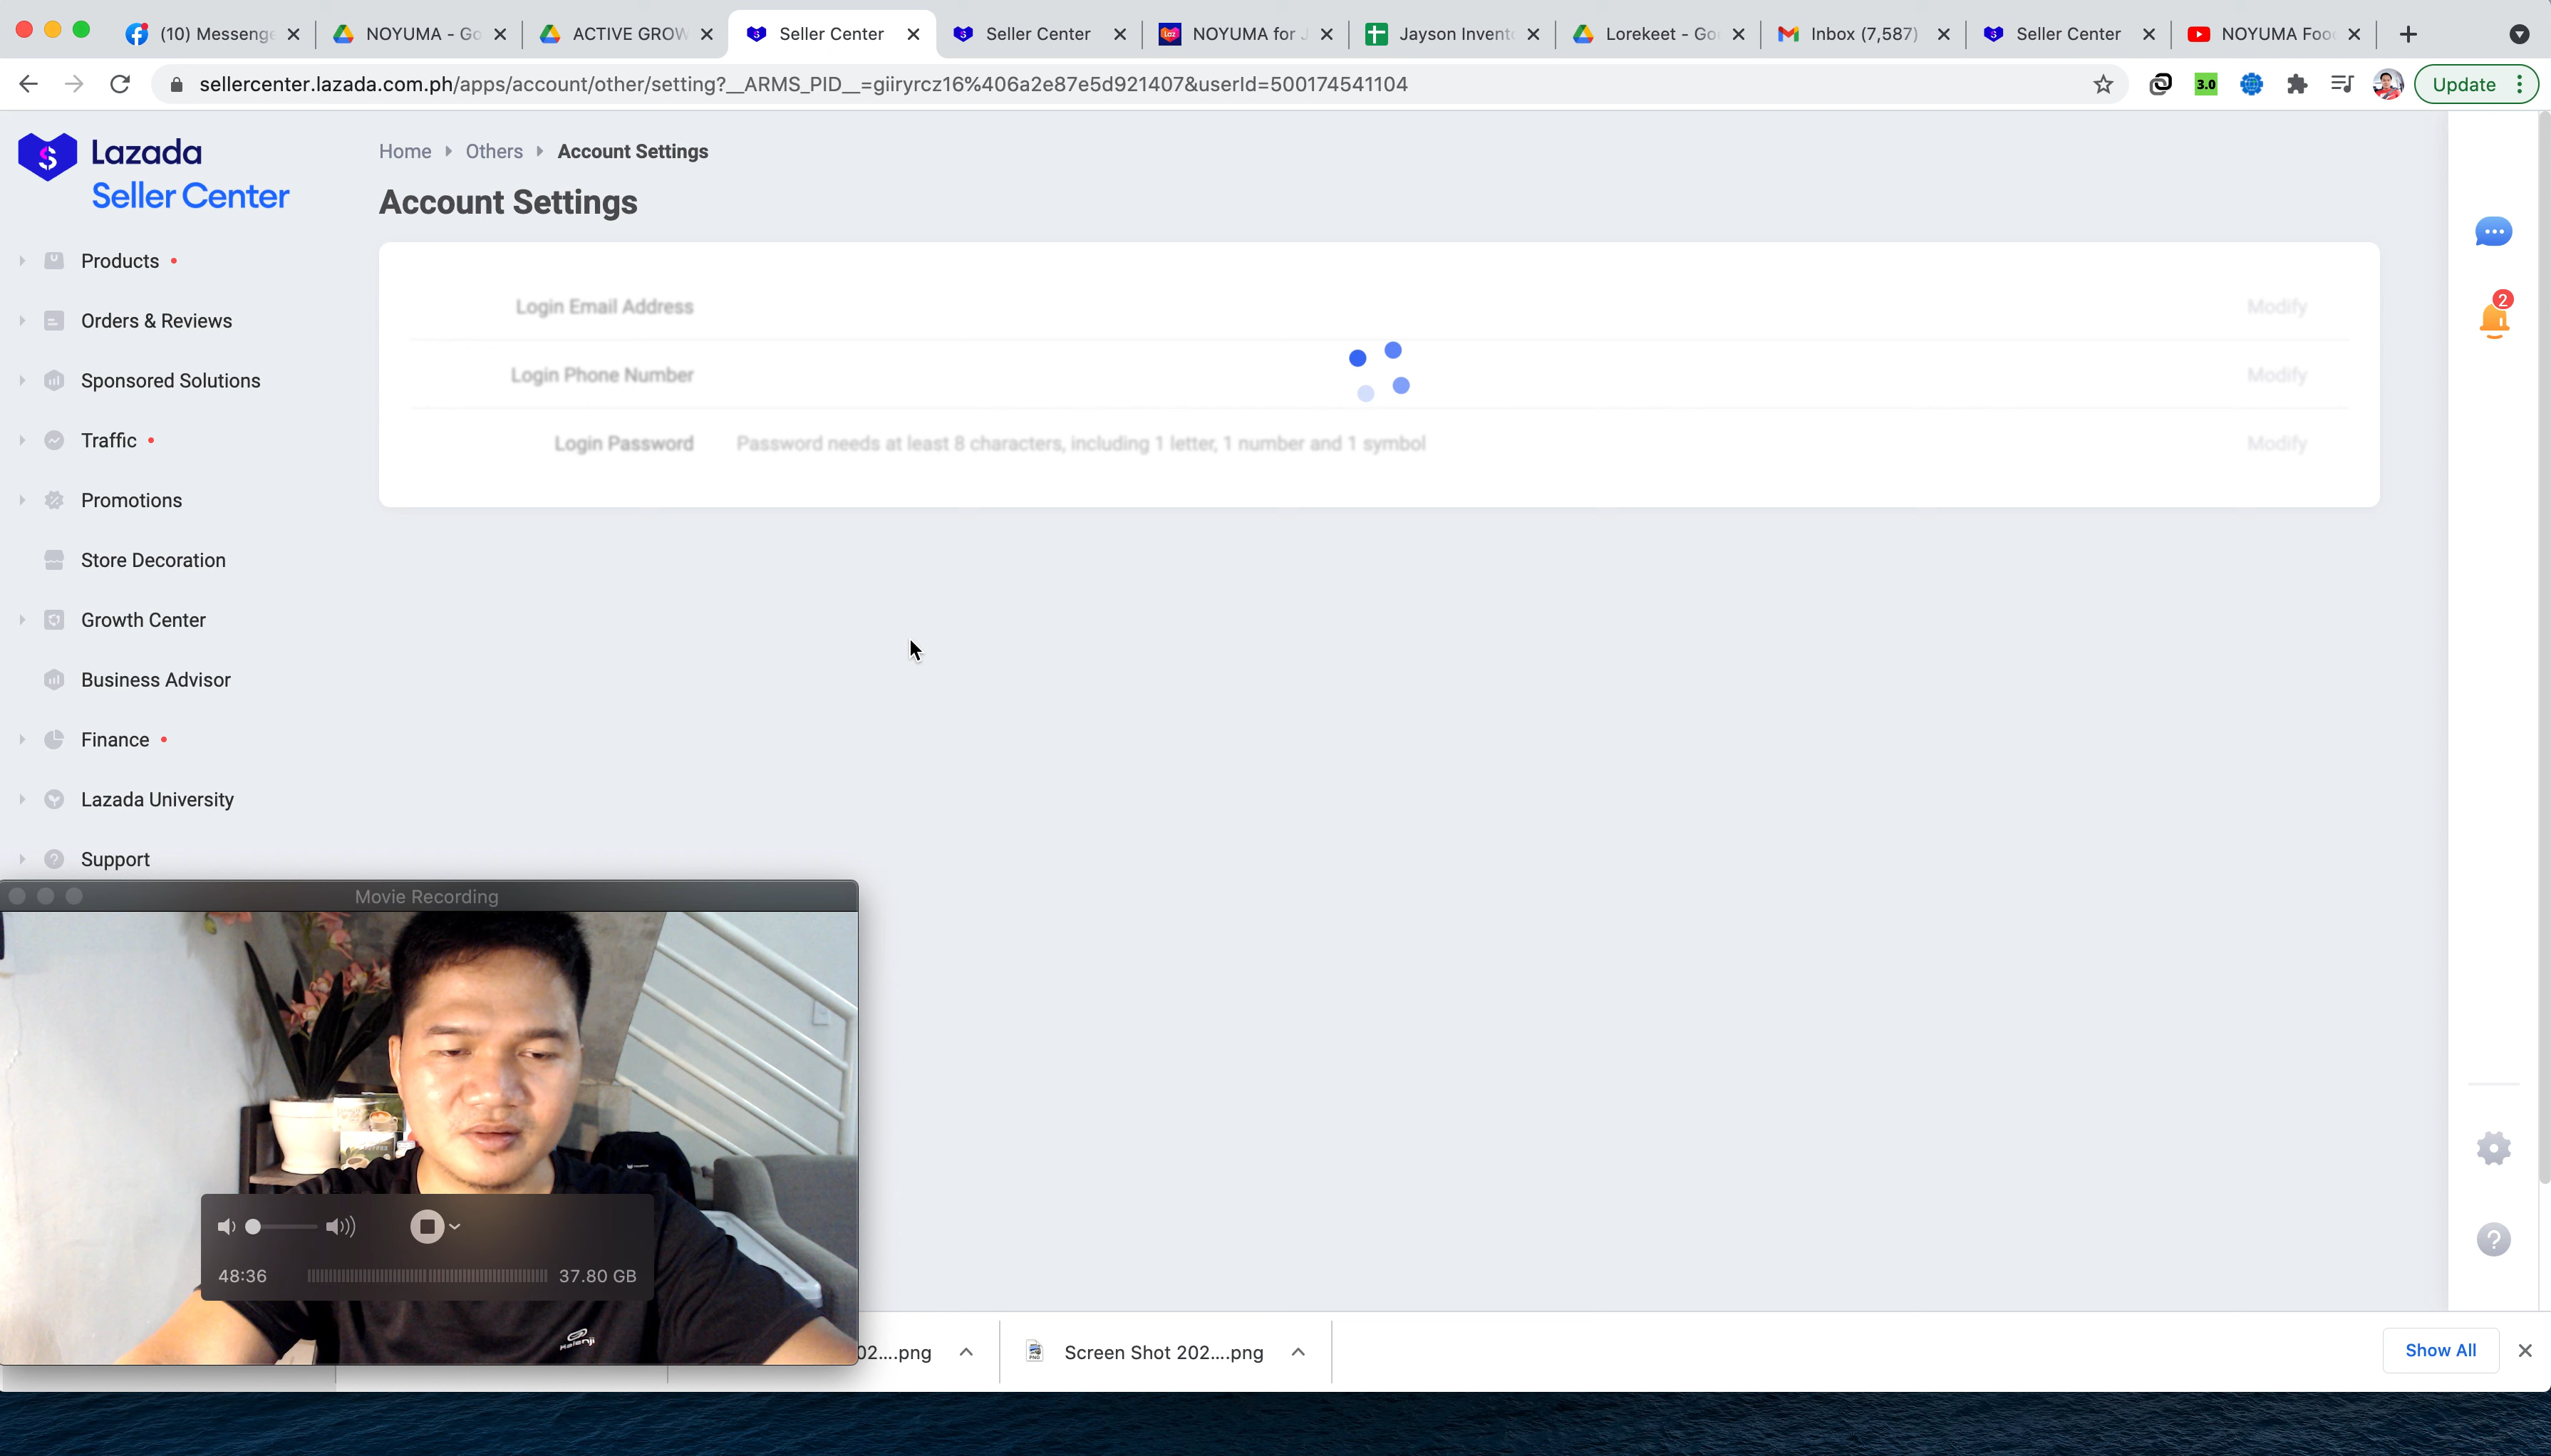 (10) Messenge
NOYUMA - Go
ACTIVE GROW
Seller Center
Seller Center
NOYUMA for J
Jayson Invento
Lorekeet - Go
Inbox (7,587)
Seller Center
NOYUMA Foo
sellercenter.lazada.com.ph/apps/account/other/setting?__ARMS_PID__=giiryrcz16%406a2e87e5d921407&userId=500174541104
3.0
Update
Lazada
Seller Center
Home
Others
Account Settings
Account Settings
Login Email Address
Modify
Login Phone Number
Modify
Login Password
Password needs at least 8 characters, including 1 letter, 1 number and 1 symbol
Modify
2
Products
Orders & Reviews
Sponsored Solutions
Traffic
Promotions
Store Decoration
Growth Center
Business Advisor
Finance
Lazada University
Support
Movie Recording
48:36
37.80 GB
Kalenji
02....png
Screen Shot 202....png
Show All